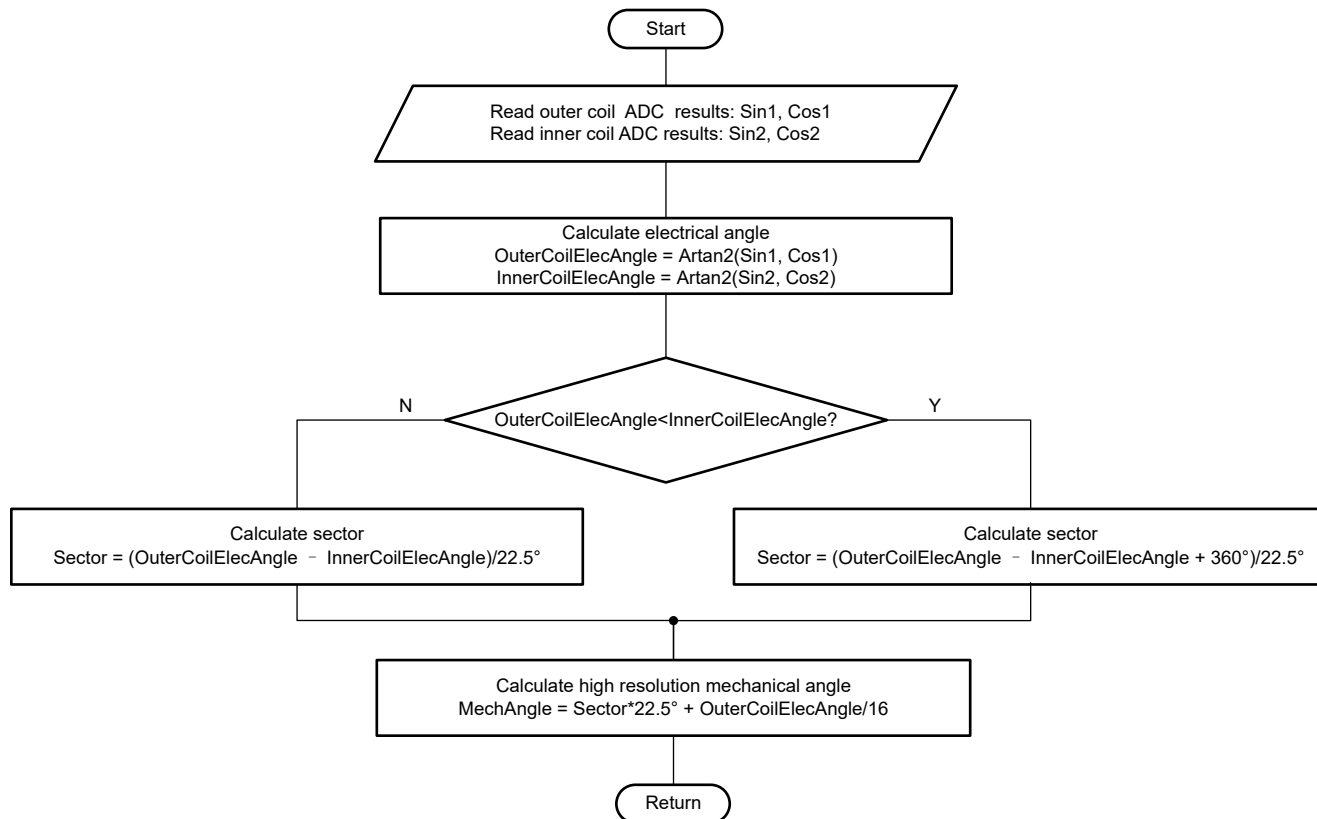 Start
Read outer coil ADC results: Sin1, Cos1
Read inner coil ADC results: Sin2, Cos2
Calculate electrical angle
OuterCoilElecAngle = Artan2(Sin1, Cos1)
InnerCoilElecAngle = Artan2(Sin2, Cos2)
N
OuterCoilElecAngle<InnerCoilElecAngle?
Y
Calculate sector
Sector = (OuterCoilElecAngle − InnerCoilElecAngle)/22.5°
Calculate sector
Sector = (OuterCoilElecAngle − InnerCoilElecAngle + 360°)/22.5°
Calculate high resolution mechanical angle
MechAngle = Sector*22.5° + OuterCoilElecAngle/16
Return